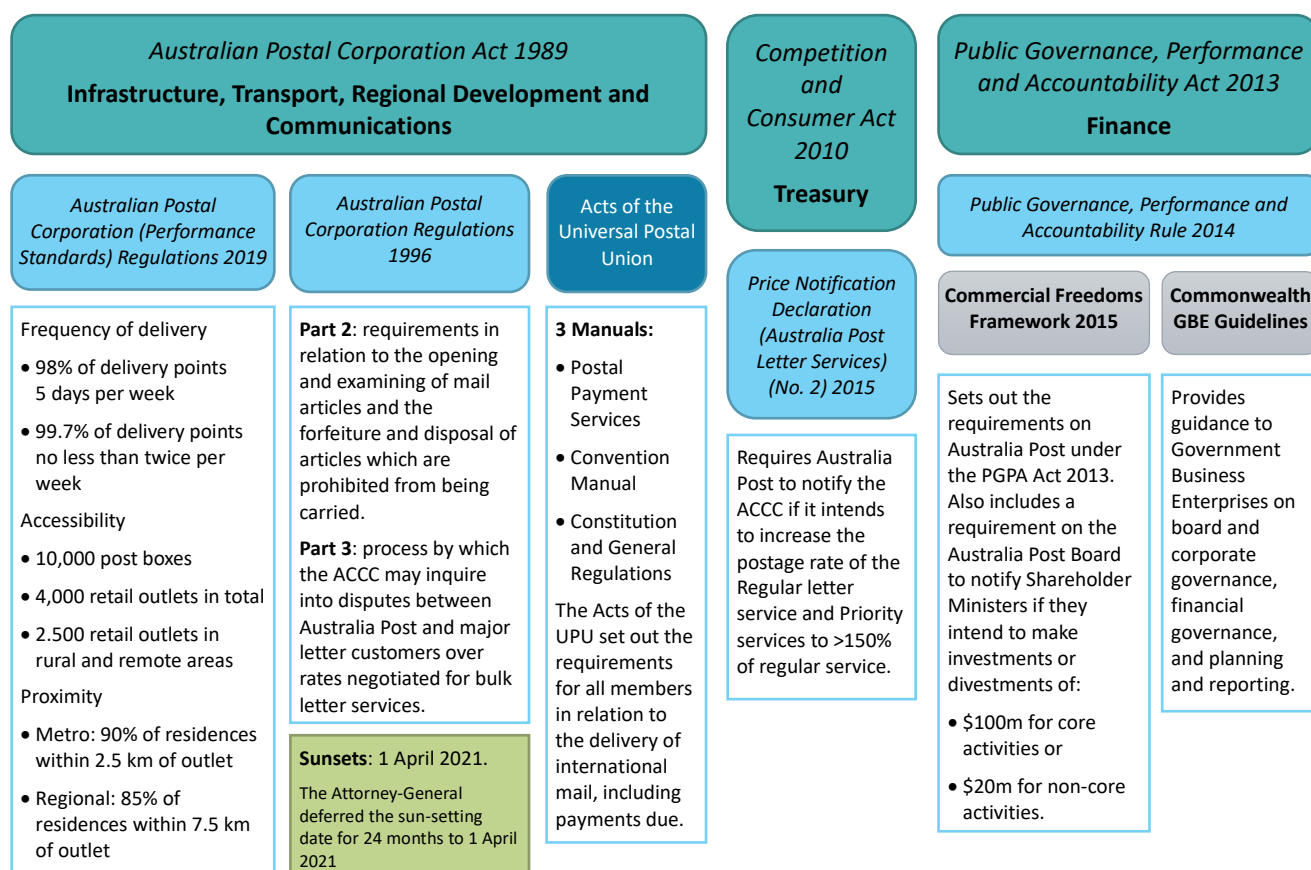 Australian Postal Corporation Act 1989
Infrastructure, Transport, Regional Development and
Communications
Australian Postal
Corporation (Performance
Standards) Regulations 2019
Frequency of delivery
• 98% of delivery points
5 days per week
• 99.7% of delivery points
no less than twice per
week
Accessibility
• 10,000 post boxes
• 4,000 retail outlets in total
• 2.500 retail outlets in
rural and remote areas
Proximity
• Metro: 90% of residences
within 2.5 km of outlet
• Regional: 85% of
residences within 7.5 km
of outlet
Australian Postal
Corporation Regulations
1996
Part 2: requirements in
relation to the opening
and examining of mail
articles and the
forfeiture and disposal of
articles which are
prohibited from being
carried.
Part 3: process by which
the ACCC may inquire
into disputes between
Australia Post and major
letter customers over
rates negotiated for bulk
letter services.
Sunsets: 1 April 2021.
The Attorney-General
deferred the sun-setting
date for 24 months to 1 April
2021
Acts of the
Universal Postal
Union
3 Manuals:
• Postal
Payment
Services
• Convention
Manual
• Constitution
and General
Regulations
The Acts of the
UPU set out the
requirements
for all members
in relation to
the delivery of
international
mail, including
payments due.
Competition
and
Consumer Act
2010
Treasury
Price Notification
Declaration
(Australia Post
Letter Services)
(No. 2) 2015
Requires Australia
Post to notify the
ACCC if it intends
to increase the
postage rate of the
Regular letter
service and Priority
services to >150%
of regular service.
Public Governance, Performance
and Accountability Act 2013
Finance
Public Governance, Performance and
Accountability Rule 2014
Commercial Freedoms
Framework 2015
Sets out the
requirements on
Australia Post under
the PGPA Act 2013.
Also includes a
requirement on the
Australia Post Board
to notify Shareholder
Ministers if they
intend to make
investments or
divestments of:
• $100m for core
activities or
• $20m for non-core
activities.
Commonwealth
GBE Guidelines
Provides
guidance to
Government
Business
Enterprises on
board and
corporate
governance,
financial
governance,
and planning
and reporting.